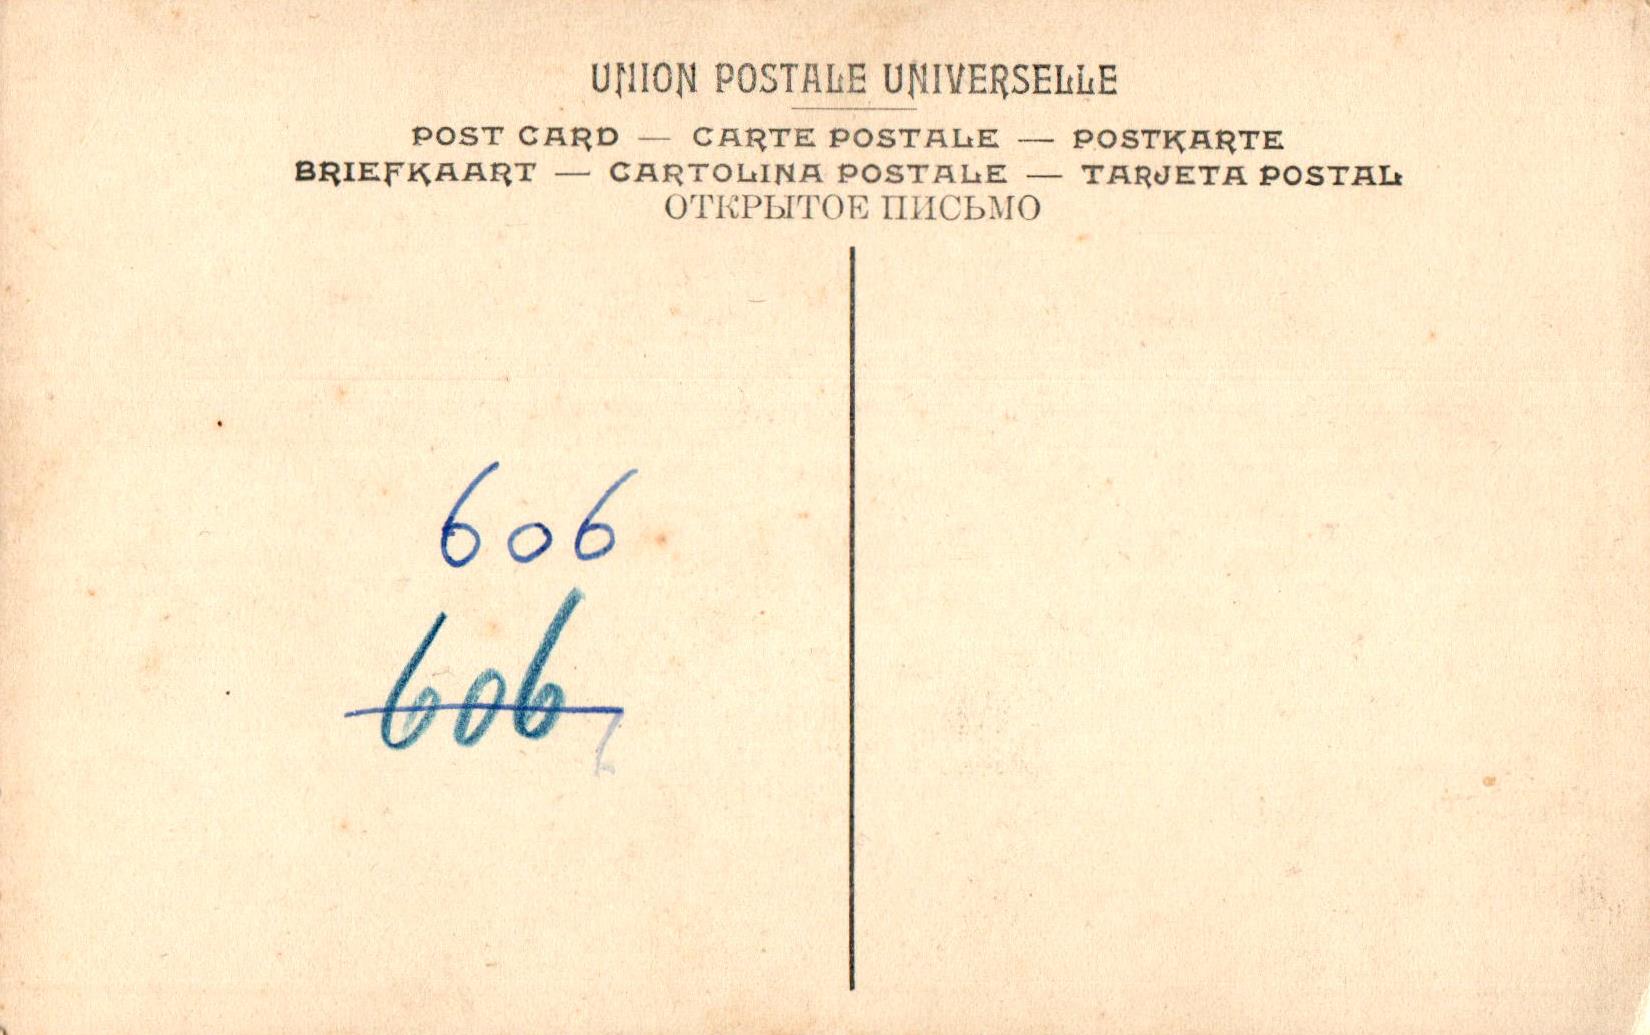 UNION POSTALE UNIVERSELLE
POST CARD — CARTE POSTALE — POSTKARTE
BRIEFKAART — CARTOLINA POSTALE — TARJETA POSTAL
ОТКРЫТОЕ ПИСЬМО
606
606